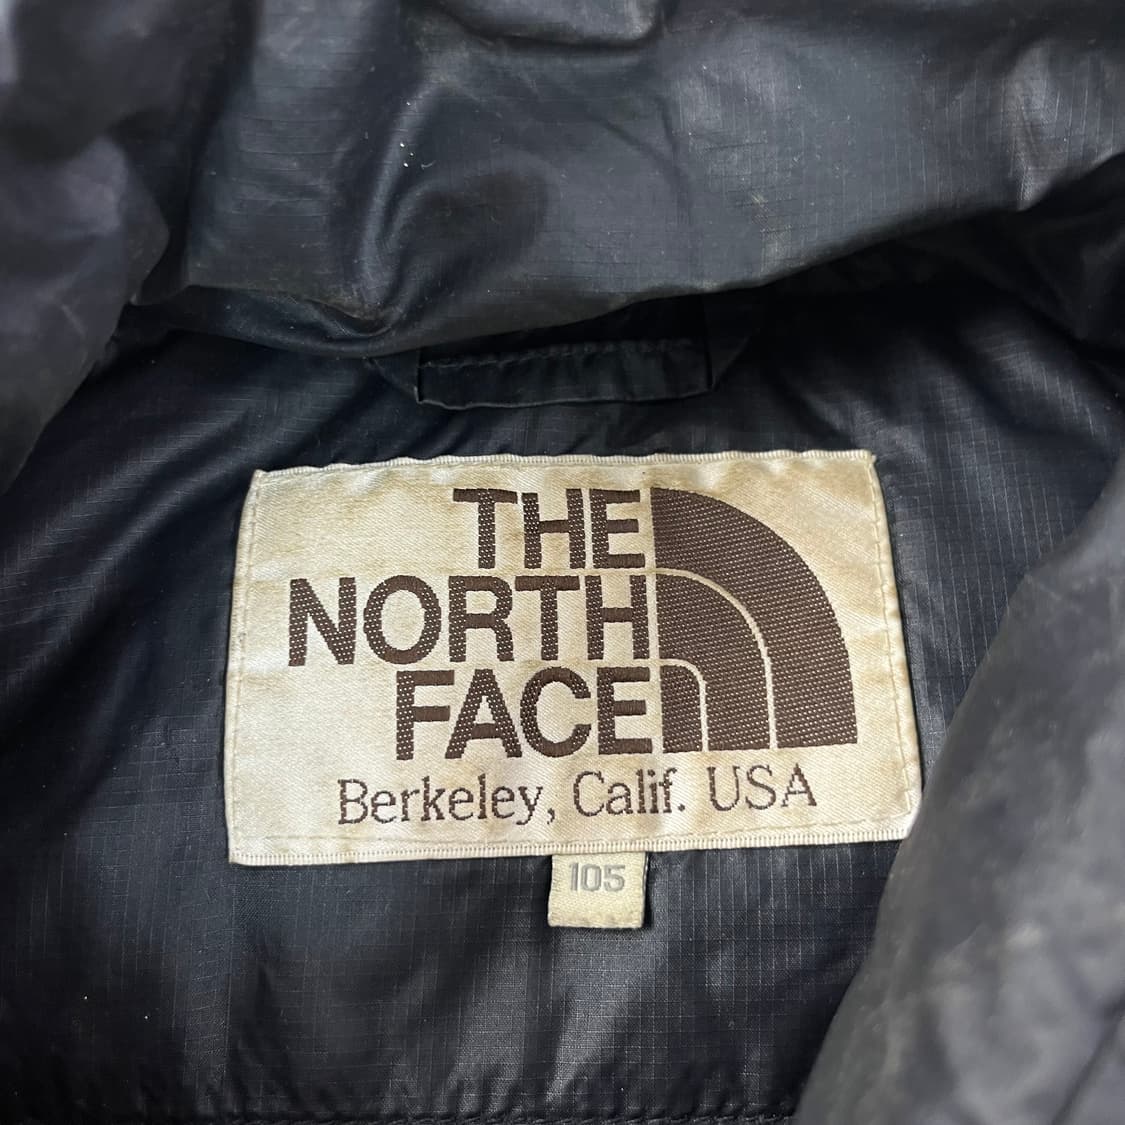 THE
NORTH
FACE
Berkeley, Calif. USA
105